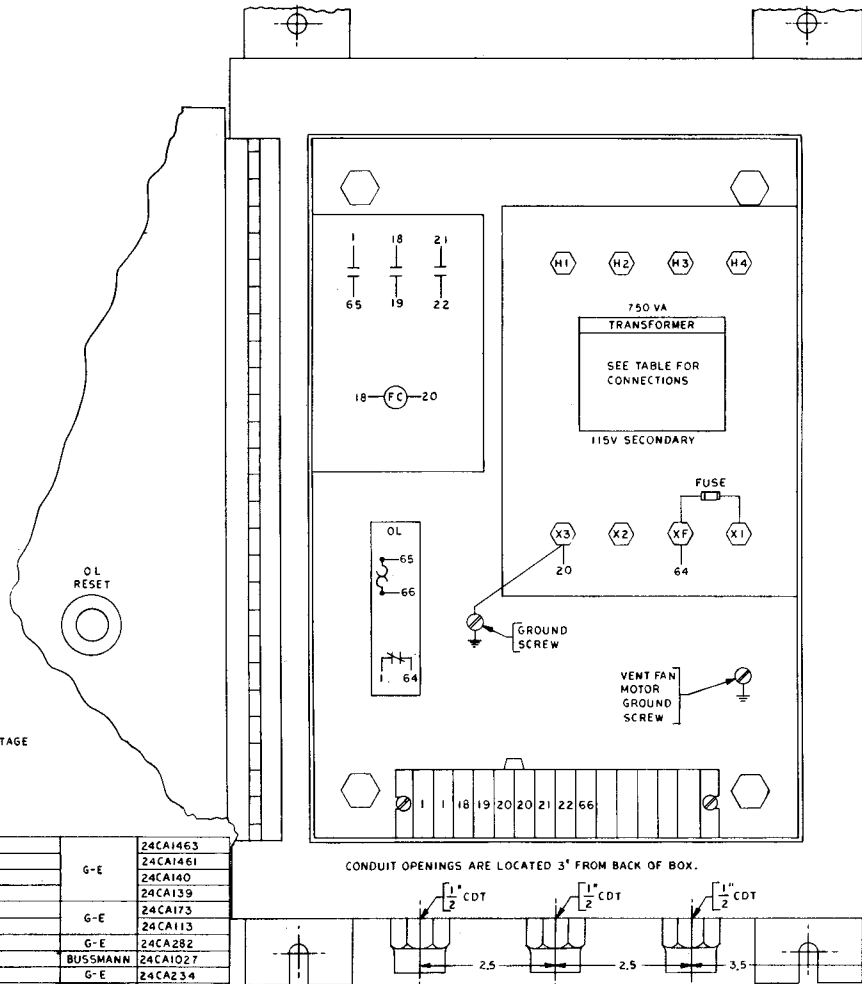 1 18 21
65 19 22
18 FC 20
H1 H2 H3 H4
750 VA
TRANSFORMER
SEE TABLE FOR
CONNECTIONS
115V SECONDARY
FUSE
X3 X2 XF X1
20 64
OL
65
66
1. 64
OL
RESET
GROUND
SCREW
VENT FAN
MOTOR
GROUND
SCREW
TAGE
1 1 18 19 20 20 21 22 66
CONDUIT OPENINGS ARE LOCATED 3" FROM BACK OF BOX.
1/2" CDT 1/2" CDT 1/2" CDT
2.5 2.5 3.5
G-E 24CA1463
24CA1461
24CA140
24CA139
G-E 24CA173
24CA113
G-E 24CA282
BUSSMANN 24CA1027
G-E 24CA234